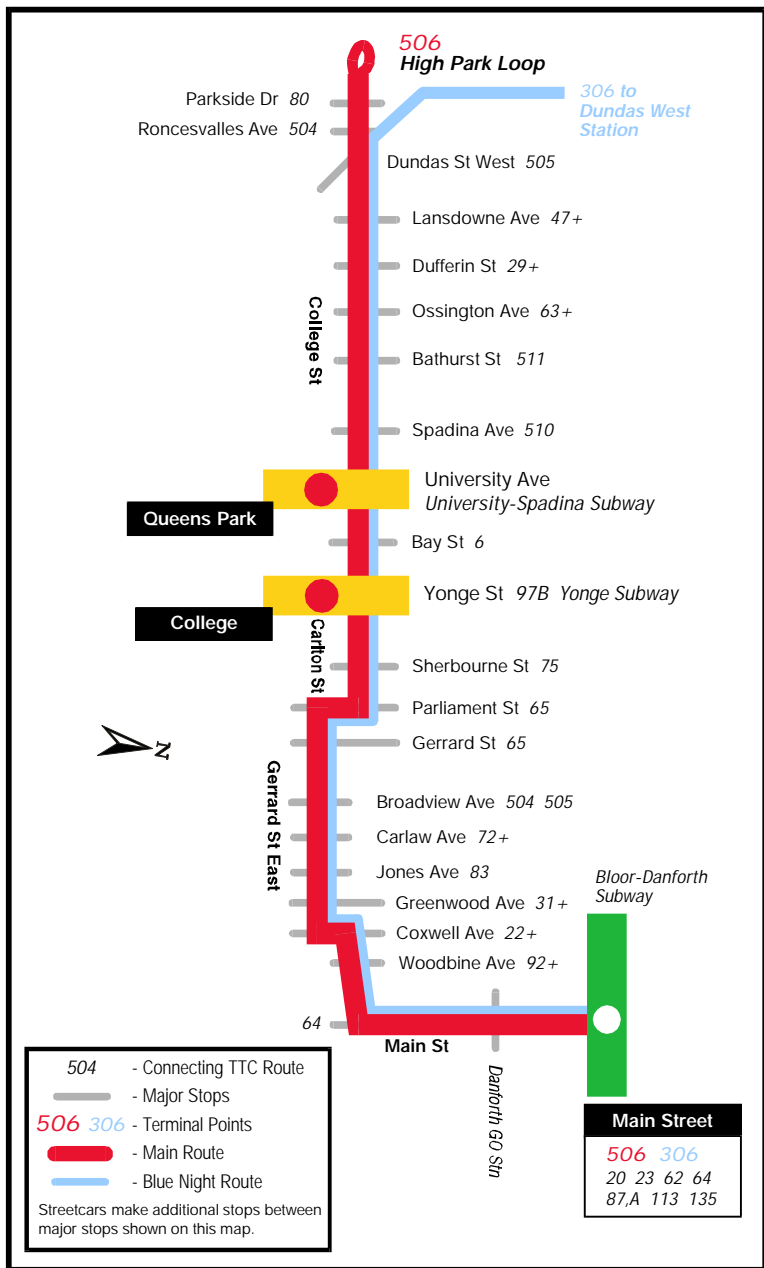 506
High Park Loop
306 to
Dundas West
Station
Parkside Dr 80
Roncesvalles Ave 504
Dundas St West 505
Lansdowne Ave 47+
Dufferin St 29+
Ossington Ave 63+
College St
Bathurst St 511
Spadina Ave 510
University Ave
University-Spadina Subway
Queens Park
Bay St 6
Yonge St 97B Yonge Subway
College
Carlton St
Sherbourne St 75
Parliament St 65
Gerrard St 65
N
Gerrard St East
Broadview Ave 504 505
Carlaw Ave 72+
Jones Ave 83
Greenwood Ave 31+
Coxwell Ave 22+
Woodbine Ave 92+
Bloor-Danforth
Subway
64
Main St
Danforth GO Stn
504 - Connecting TTC Route
- Major Stops
506 306 - Terminal Points
- Main Route
- Blue Night Route
Streetcars make additional stops between
major stops shown on this map.
Main Street
506 306
20 23 62 64
87,A 113 135